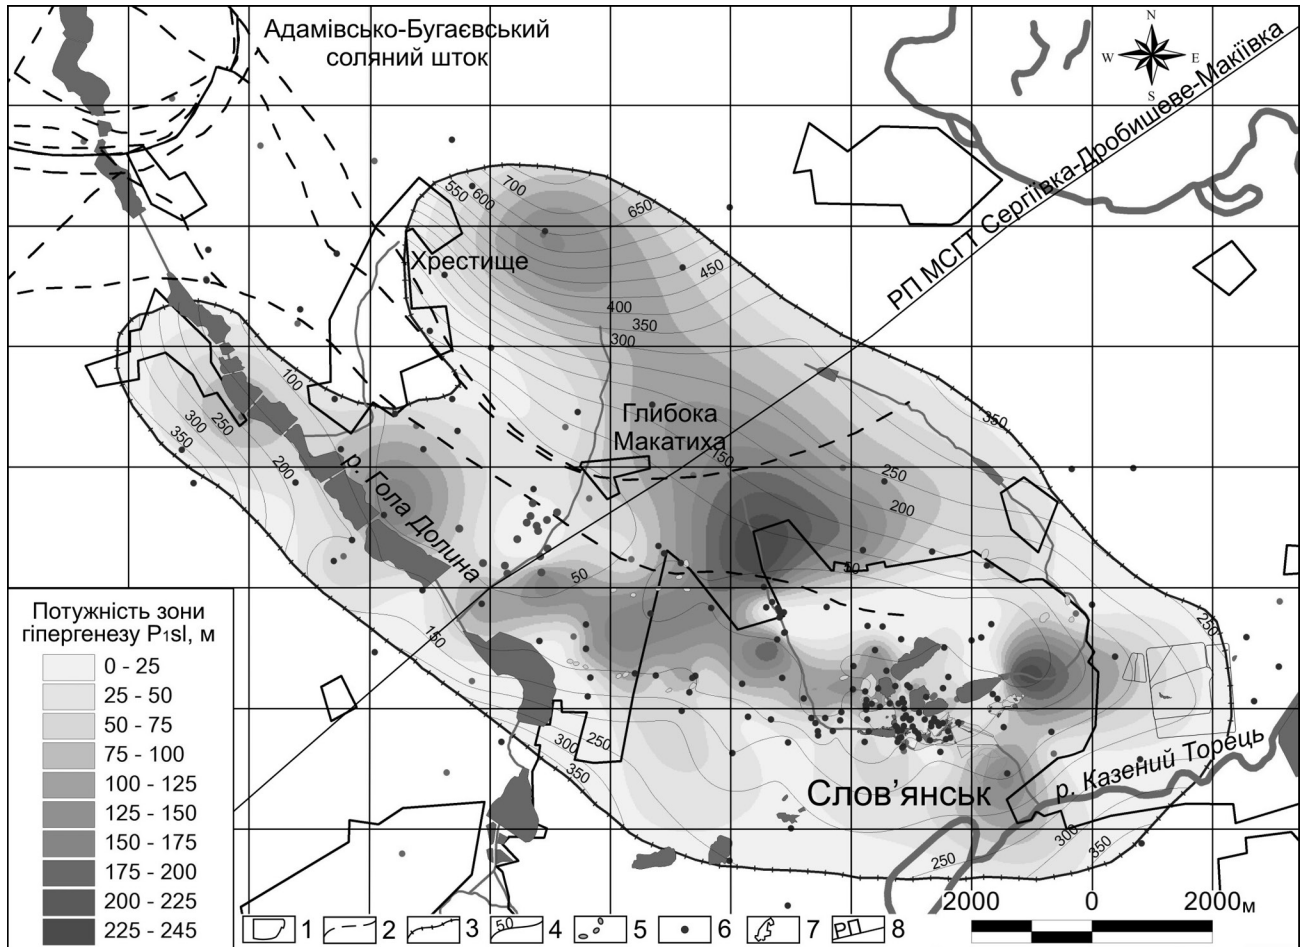 Адамівсько-Бугаєвський
соляний шток
N
W
E
S
РП МСГТ Сергіївка-Дробишеве-Макіївка
550
600
700
650
450
Хрестище
400
350
300
100
300
250
350
200
Глибока
Макатиха
350
150
250
200
р. Гола Долина
50
50
150
250
300
250
350
Слов'янськ
р. Казений Торець
250
300
350
Потужність зони
гіпергенезу P1sl, м
0 - 25
25 - 50
50 - 75
75 - 100
100 - 125
125 - 150
150 - 175
175 - 200
200 - 225
225 - 245
2000
0
2000м
1
2
3
50
4
5
6
7
РП
8